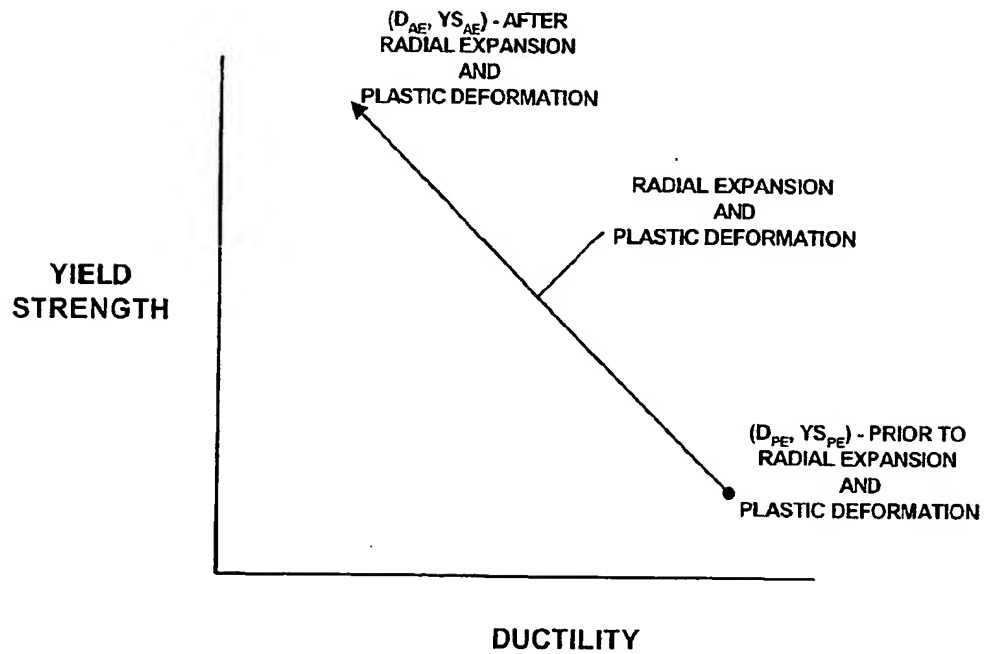 (D_AE, YS_AE) - AFTER
RADIAL EXPANSION
AND
PLASTIC DEFORMATION
RADIAL EXPANSION
AND
PLASTIC DEFORMATION
YIELD
STRENGTH
(D_PE, YS_PE) - PRIOR TO
RADIAL EXPANSION
AND
PLASTIC DEFORMATION
DUCTILITY